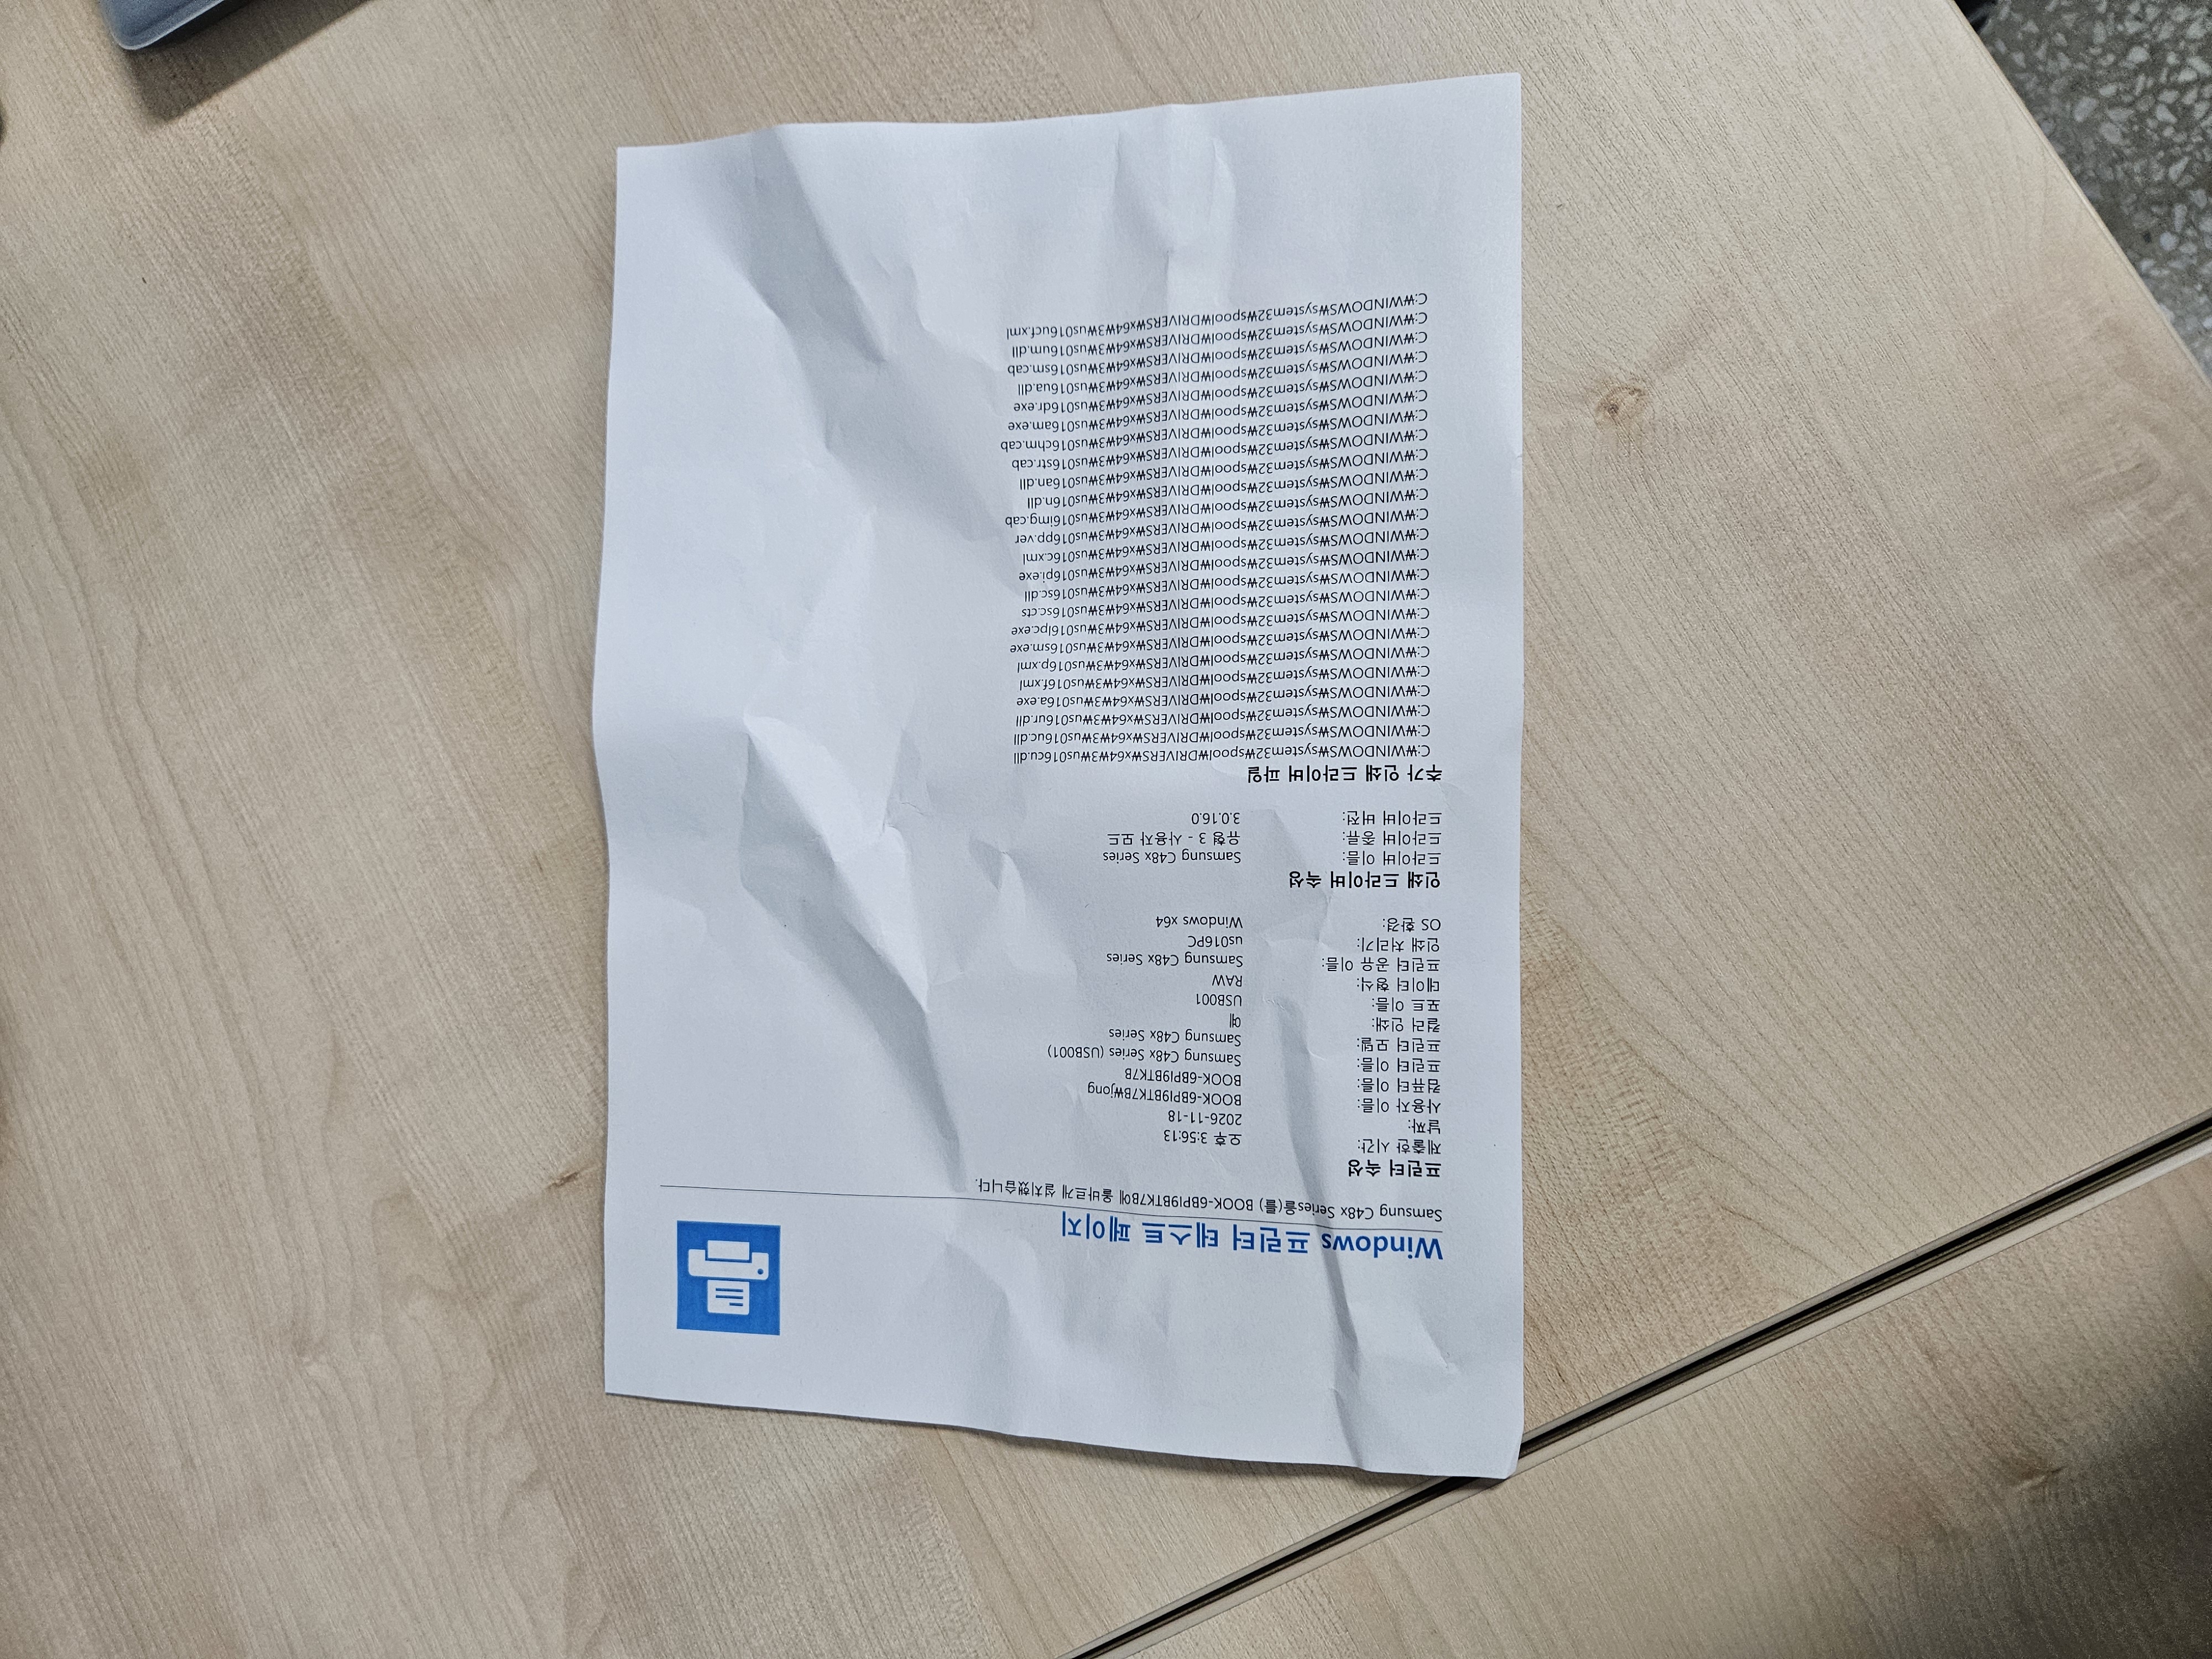 Windows 프린터 테스트 페이지
Samsung C48x Series을(를) BOOK-6BPI9BTK7B에 올바르게 설치했습니다.
프린터 속성
제출한 시간: 오후 3:56:13
날짜: 2026-11-18
사용자 이름: BOOK-6BPI9BTK7B₩jong
컴퓨터 이름: BOOK-6BPI9BTK7B
프린터 이름: Samsung C48x Series (USB001)
프린터 모델: Samsung C48x Series
컬러 인쇄: 예
포트 이름: USB001
데이터 형식: RAW
프린터 공유 이름: Samsung C48x Series
인쇄 처리기: us016PC
OS 환경: Windows x64
인쇄 드라이버 속성
드라이버 이름: Samsung C48x Series
드라이버 종류: 유형 3 - 사용자 모드
드라이버 버전: 3.0.16.0
추가 인쇄 드라이버 파일
C:₩WINDOWS₩system32₩spool₩DRIVERS₩x64₩3₩us016cu.dll
C:₩WINDOWS₩system32₩spool₩DRIVERS₩x64₩3₩us016uc.dll
C:₩WINDOWS₩system32₩spool₩DRIVERS₩x64₩3₩us016ur.dll
C:₩WINDOWS₩system32₩spool₩DRIVERS₩x64₩3₩us016a.exe
C:₩WINDOWS₩system32₩spool₩DRIVERS₩x64₩3₩us016f.xml
C:₩WINDOWS₩system32₩spool₩DRIVERS₩x64₩3₩us016p.xml
C:₩WINDOWS₩system32₩spool₩DRIVERS₩x64₩3₩us016sm.exe
C:₩WINDOWS₩system32₩spool₩DRIVERS₩x64₩3₩us016lpc.exe
C:₩WINDOWS₩system32₩spool₩DRIVERS₩x64₩3₩us016sc.cts
C:₩WINDOWS₩system32₩spool₩DRIVERS₩x64₩3₩us016sc.dll
C:₩WINDOWS₩system32₩spool₩DRIVERS₩x64₩3₩us016pi.exe
C:₩WINDOWS₩system32₩spool₩DRIVERS₩x64₩3₩us016c.xml
C:₩WINDOWS₩system32₩spool₩DRIVERS₩x64₩3₩us016pp.ver
C:₩WINDOWS₩system32₩spool₩DRIVERS₩x64₩3₩us016img.cab
C:₩WINDOWS₩system32₩spool₩DRIVERS₩x64₩3₩us016n.dll
C:₩WINDOWS₩system32₩spool₩DRIVERS₩x64₩3₩us016an.dll
C:₩WINDOWS₩system32₩spool₩DRIVERS₩x64₩3₩us016str.cab
C:₩WINDOWS₩system32₩spool₩DRIVERS₩x64₩3₩us016chm.cab
C:₩WINDOWS₩system32₩spool₩DRIVERS₩x64₩3₩us016am.exe
C:₩WINDOWS₩system32₩spool₩DRIVERS₩x64₩3₩us016dr.exe
C:₩WINDOWS₩system32₩spool₩DRIVERS₩x64₩3₩us016ua.dll
C:₩WINDOWS₩system32₩spool₩DRIVERS₩x64₩3₩us016sm.cab
C:₩WINDOWS₩system32₩spool₩DRIVERS₩x64₩3₩us016um.dll
C:₩WINDOWS₩system32₩spool₩DRIVERS₩x64₩3₩us016ucf.xml